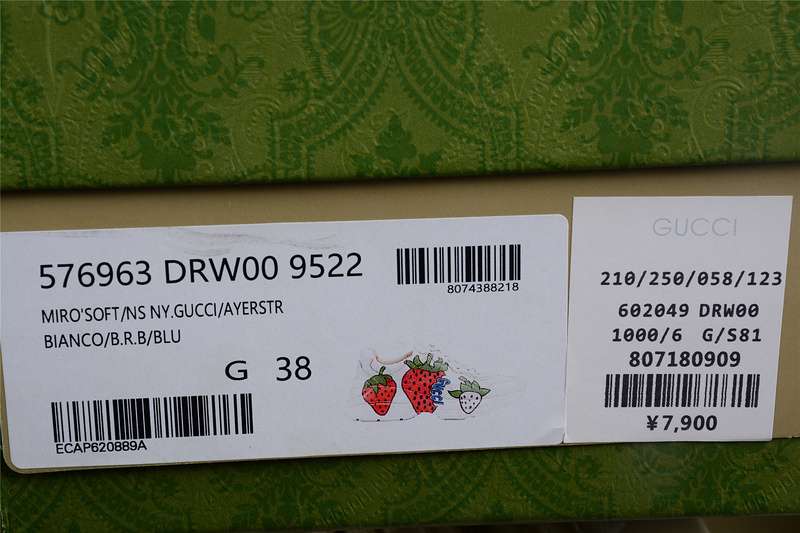 576963 DRW00 9522
8074388218
MIRO'SOFT/NS NY.GUCCI/AYERSTR
BIANCO/B.R.B/BLU
G 38
GUCCI
ECAP620889A
GUCCI
210/250/058/123
602049 DRW00
1000/6 G/S81
807180909
¥7,900